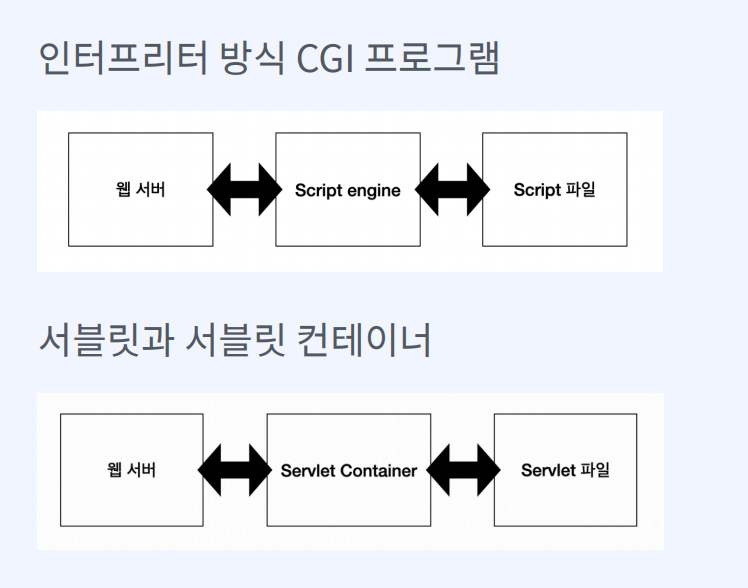 인터프리터 방식 CGI 프로그램
웹 서버
Script engine
Script 파일
서블릿과 서블릿 컨테이너
웹 서버
Servlet Container
Servlet 파일